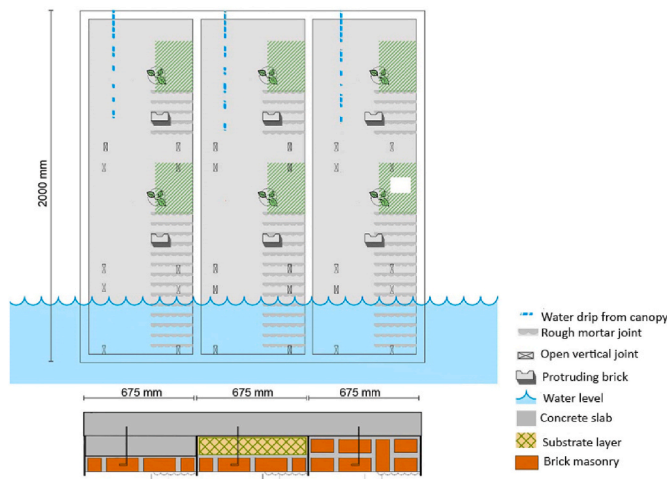 2000 mm
Water drip from canopy
Rough mortar joint
Open vertical joint
Protruding brick
Water level
Concrete slab
Substrate layer
Brick masonry
675 mm 675 mm 675 mm